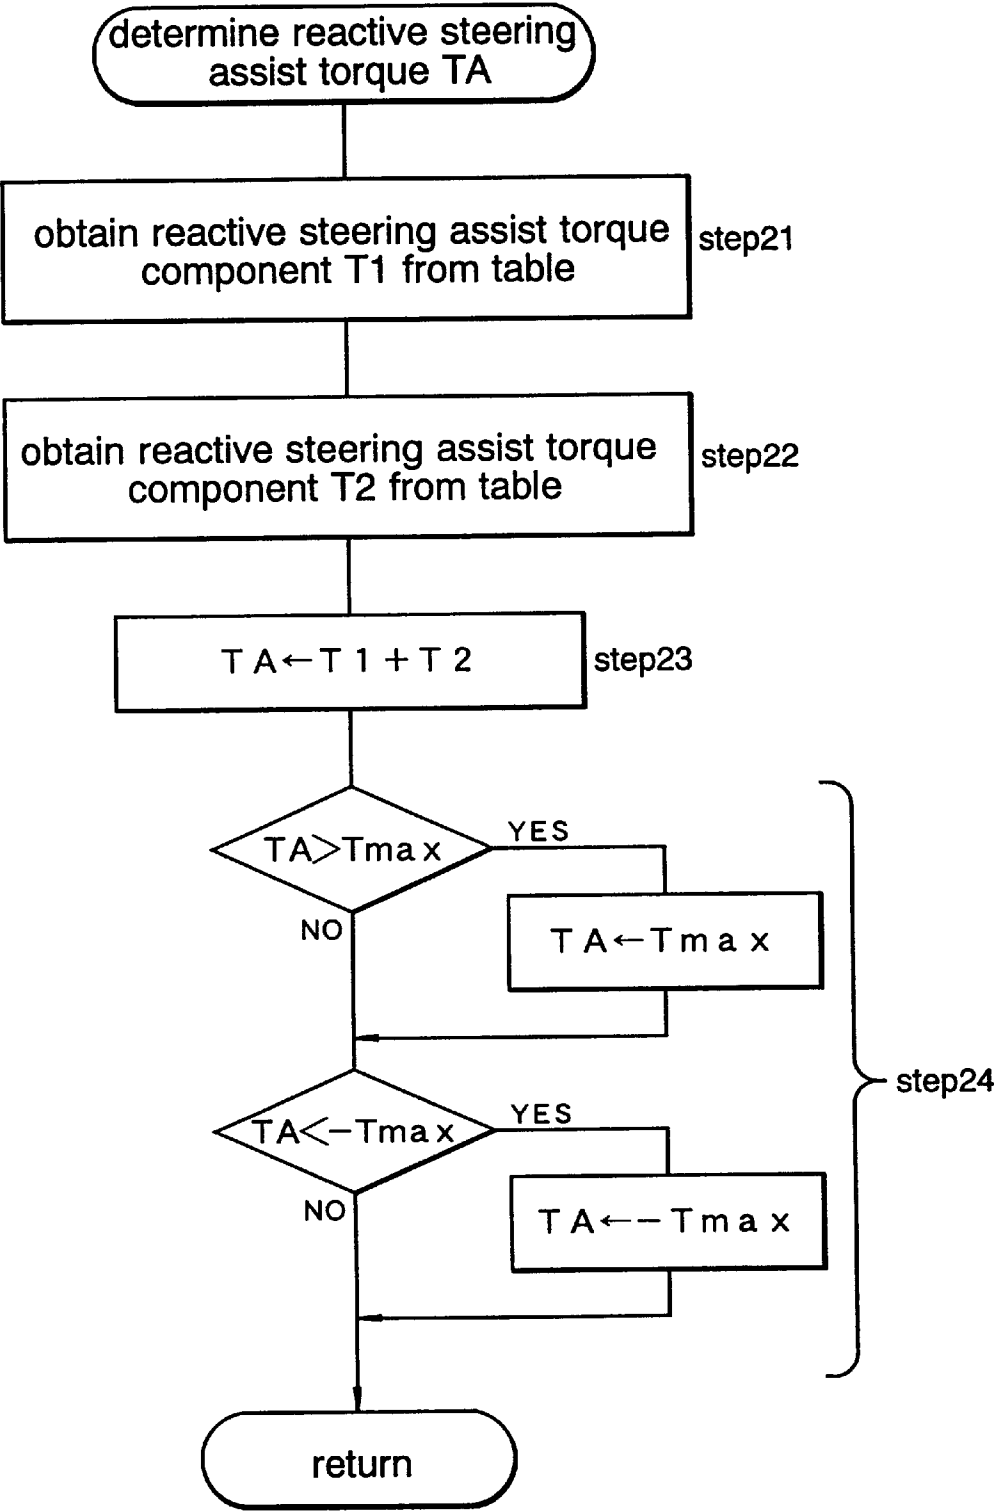 determine reactive steering
assist torque TA
obtain reactive steering assist torque
component T1 from table
step21
obtain reactive steering assist torque
component T2 from table
step22
TA←T1+T2
step23
TA>Tmax
YES
NO
TA←Tmax
step24
TA<-Tmax
YES
NO
TA←-Tmax
return